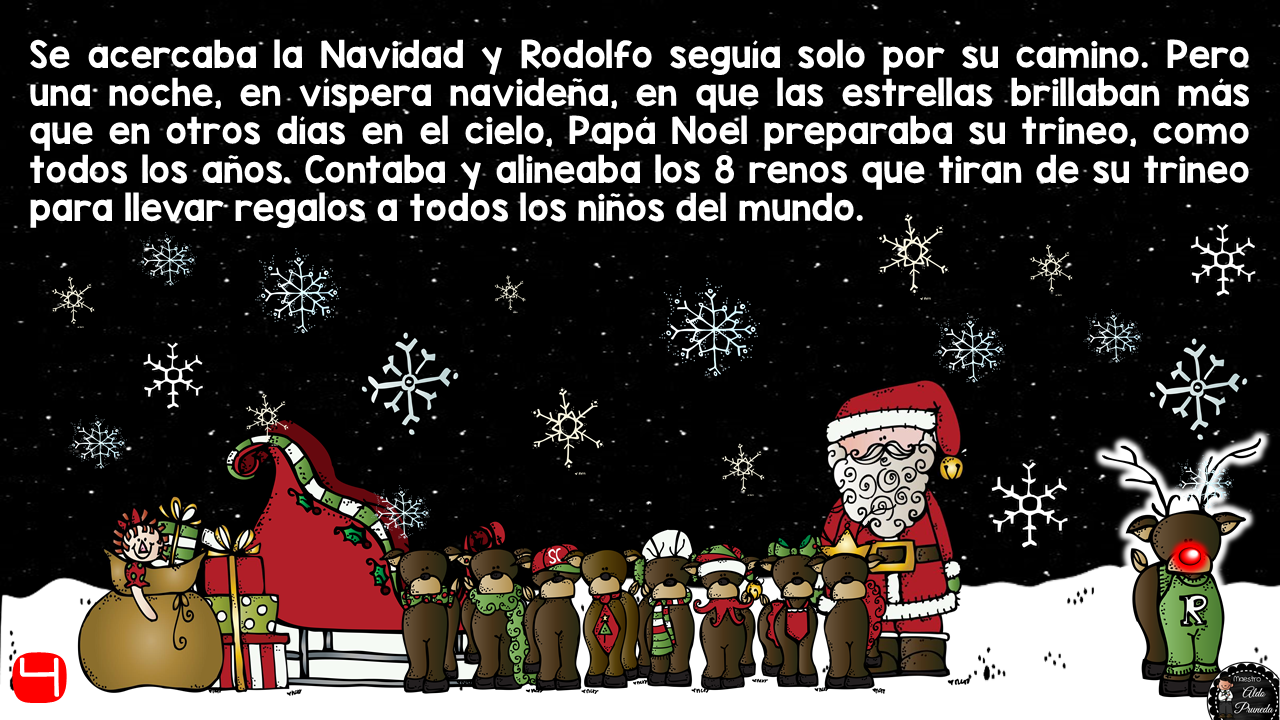 Se acercaba la Navidad y Rodolfo seguía solo por su camino. Pero
una noche, en víspera navideña, en que las estrellas brillaban más
que en otros días en el cielo, Papá Noel preparaba su trineo, como
todos los años. Contaba y alineaba los 8 renos que tiran de su trineo
para llevar regalos a todos los niños del mundo.
SC
R
4
maestro
Aldo
Pruneda